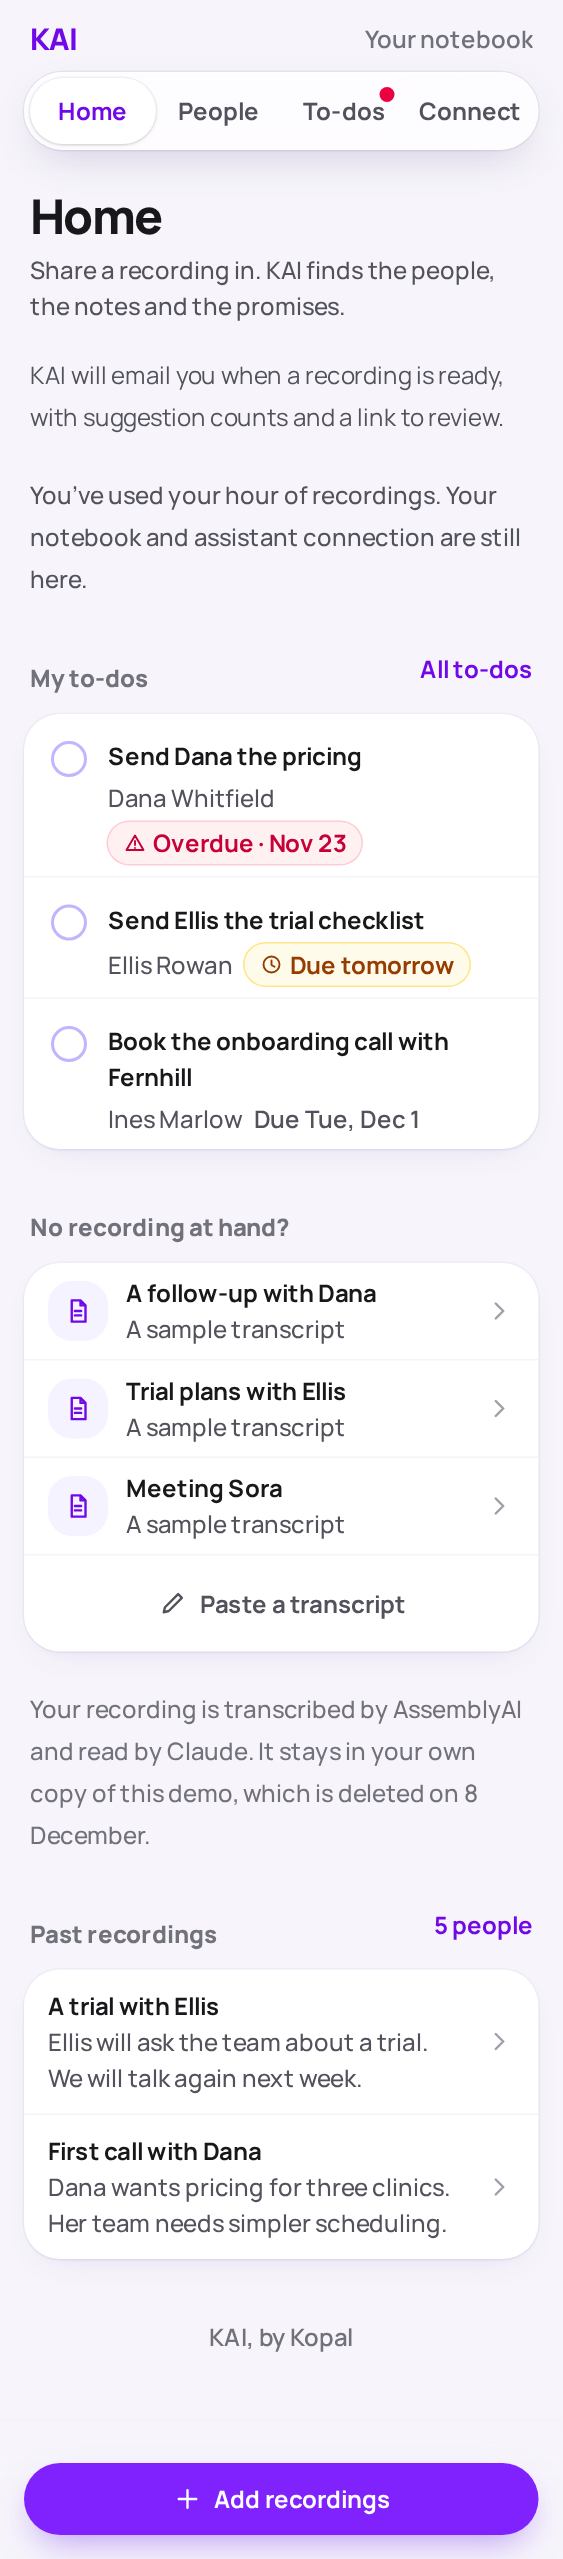 KAI
Your notebook
Home
People
To-dos
Connect
Home
Share a recording in. KAI finds the people,
the notes and the promises.
KAI will email you when a recording is ready,
with suggestion counts and a link to review.
You’ve used your hour of recordings. Your
notebook and assistant connection are still
here.
My to-dos
All to-dos
Send Dana the pricing
Dana Whitfield
Overdue · Nov 23
Send Ellis the trial checklist
Ellis Rowan
Due tomorrow
Book the onboarding call with
Fernhill
Ines Marlow Due Tue, Dec 1
No recording at hand?
A follow-up with Dana
A sample transcript
Trial plans with Ellis
A sample transcript
Meeting Sora
A sample transcript
Paste a transcript
Your recording is transcribed by AssemblyAI
and read by Claude. It stays in your own
copy of this demo, which is deleted on 8
December.
Past recordings
5 people
A trial with Ellis
Ellis will ask the team about a trial.
We will talk again next week.
First call with Dana
Dana wants pricing for three clinics.
Her team needs simpler scheduling.
KAI, by Kopal
Add recordings